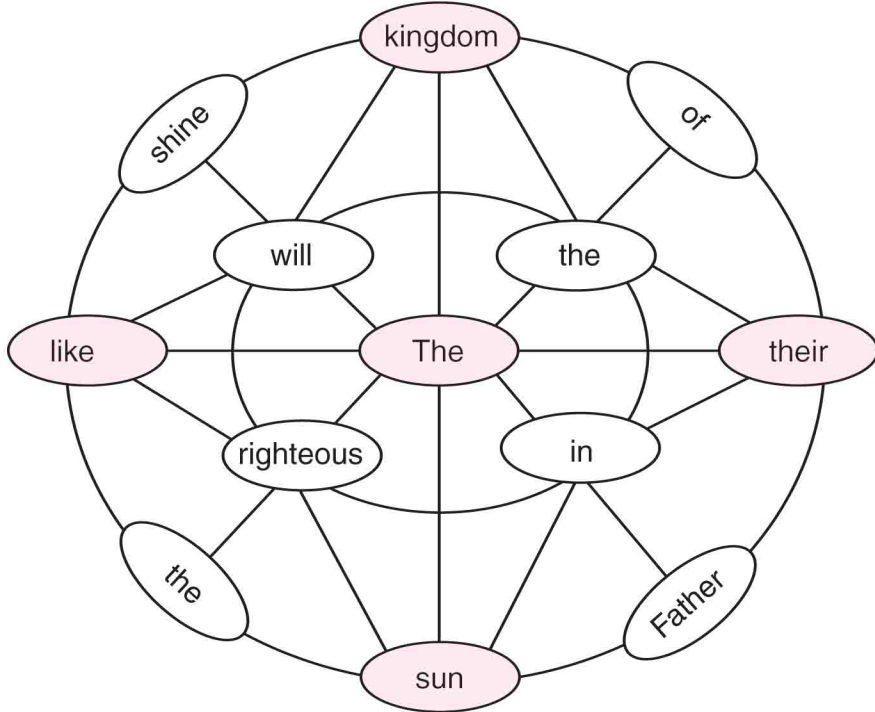 kingdom
shine
of
will
the
like
The
their
righteous
in
the
Father
sun